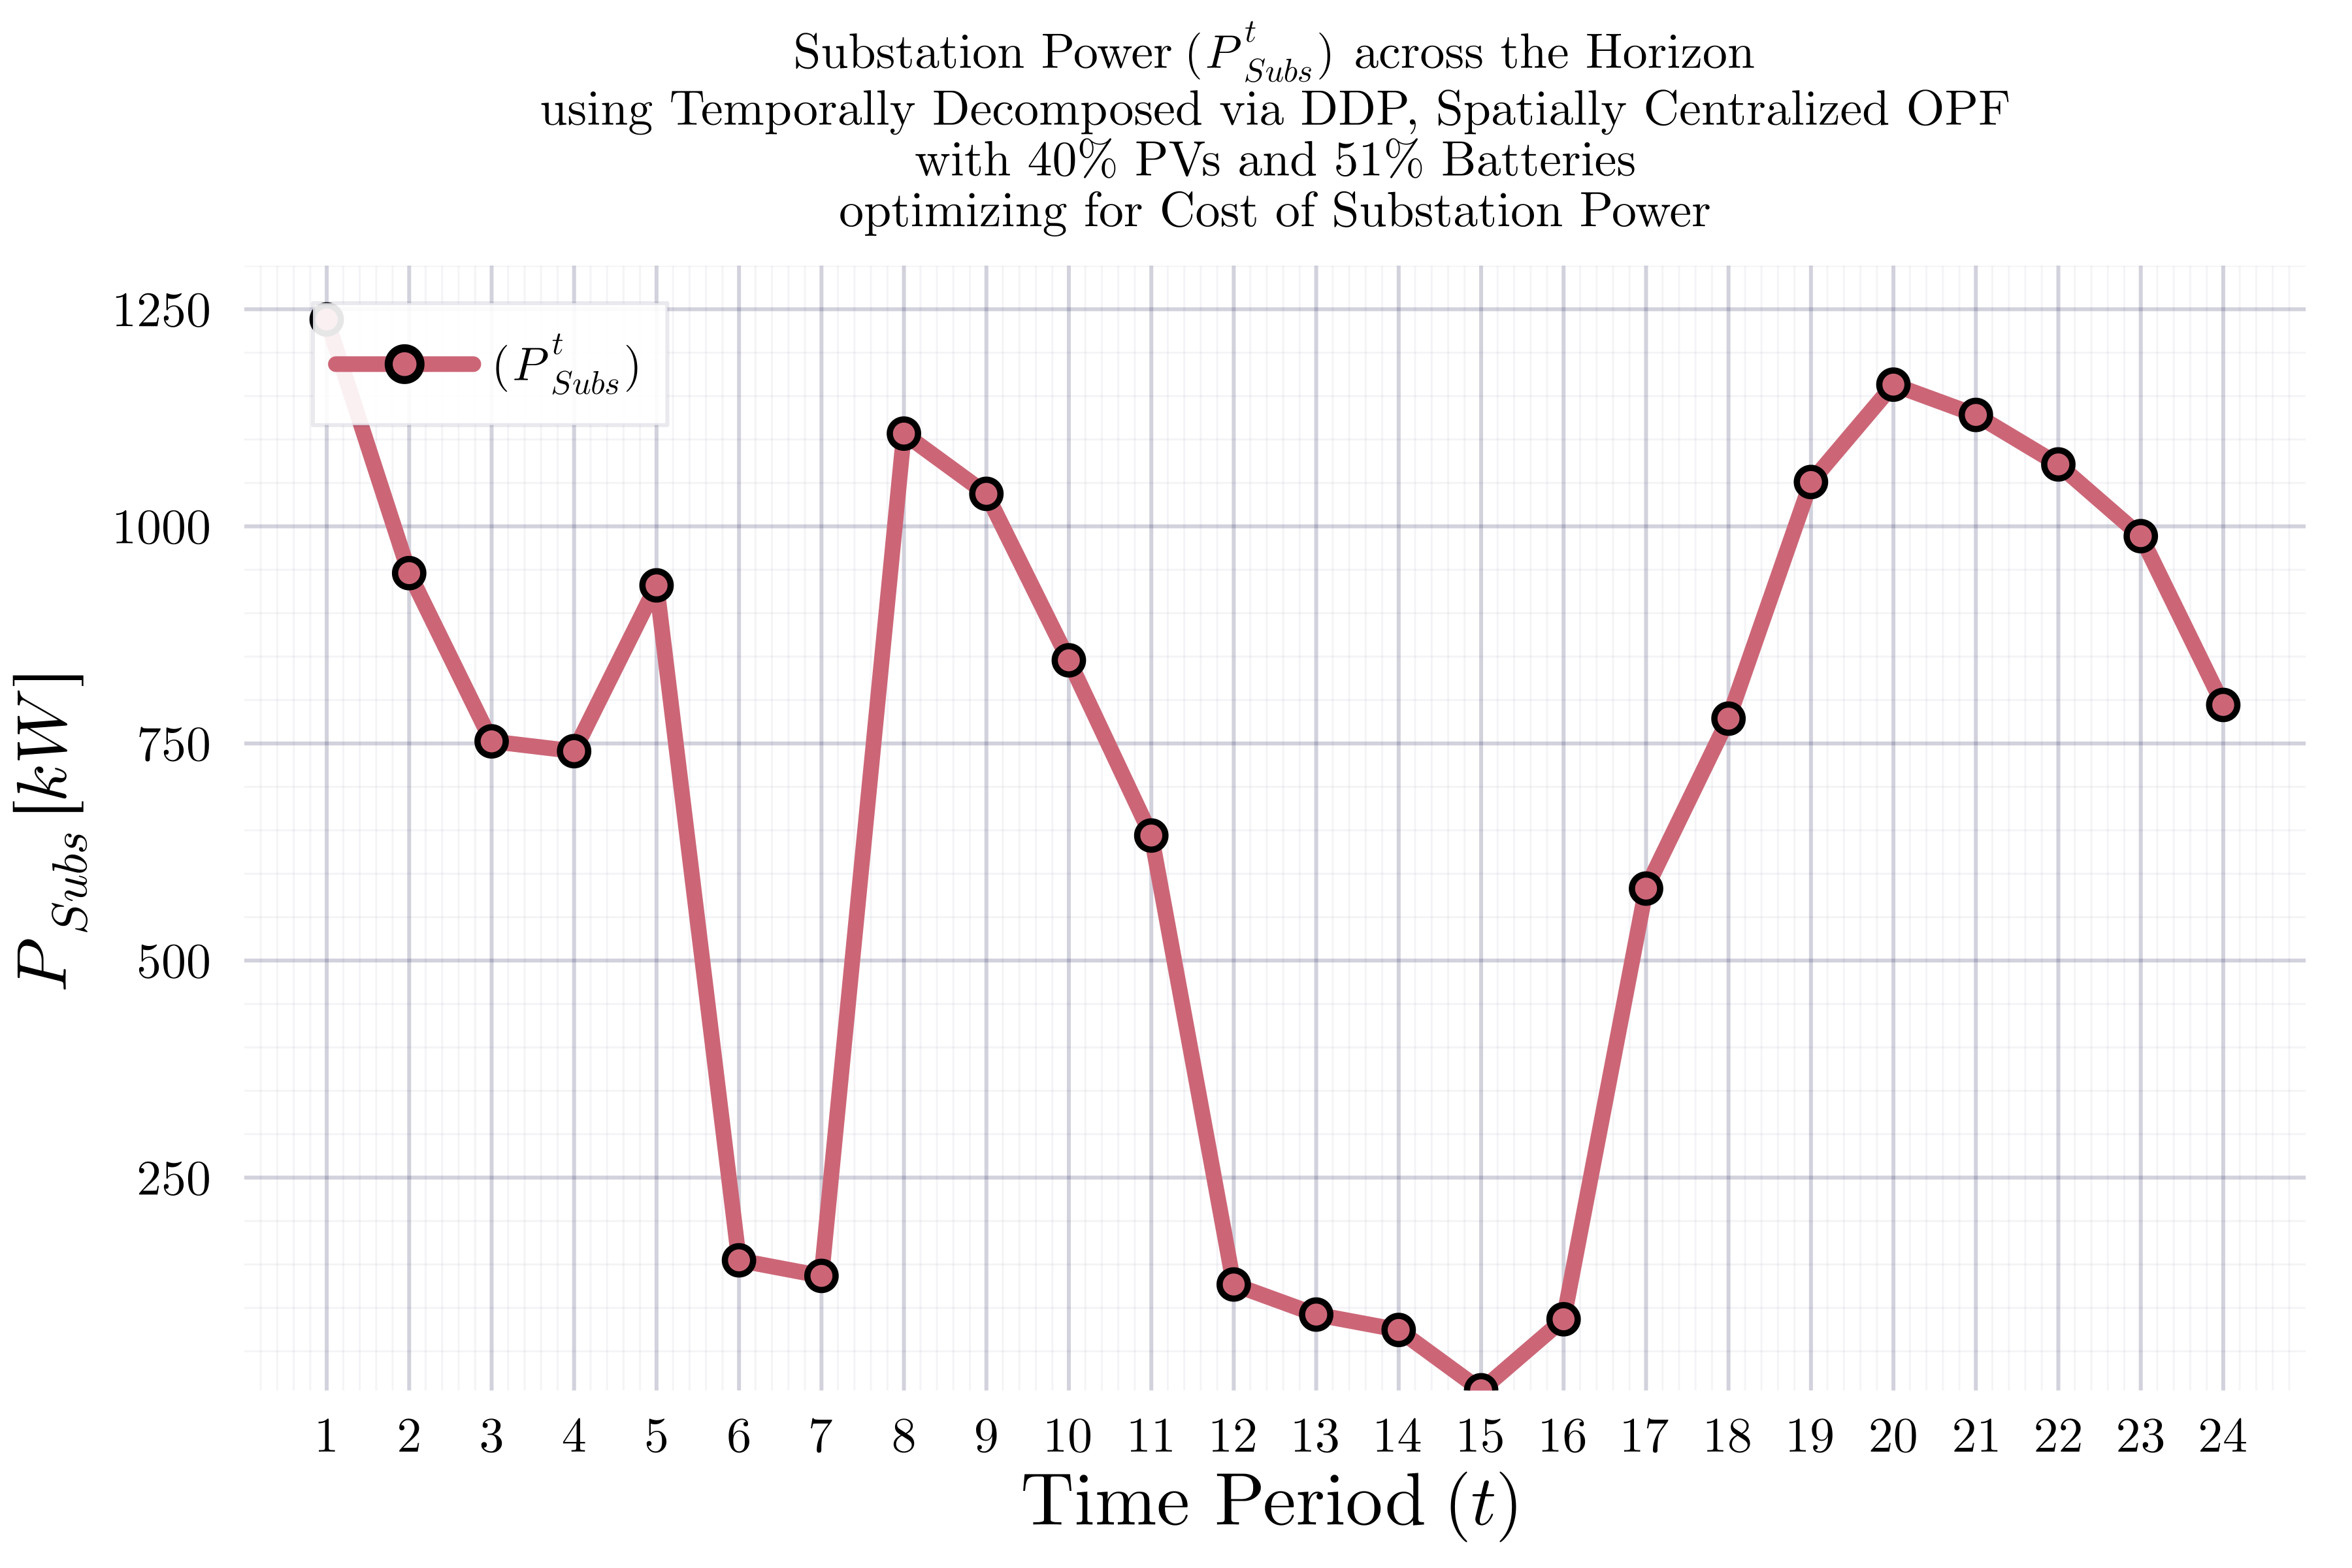 Substation Power (P^t_Subs) across the Horizon
using Temporally Decomposed via DDP, Spatially Centralized OPF
with 40% PVs and 51% Batteries
optimizing for Cost of Substation Power
(P^t_Subs)
P_Subs [kW]
1250
1000
750
500
250
1 2 3 4 5 6 7 8 9 10 11 12 13 14 15 16 17 18 19 20 21 22 23 24
Time Period (t)